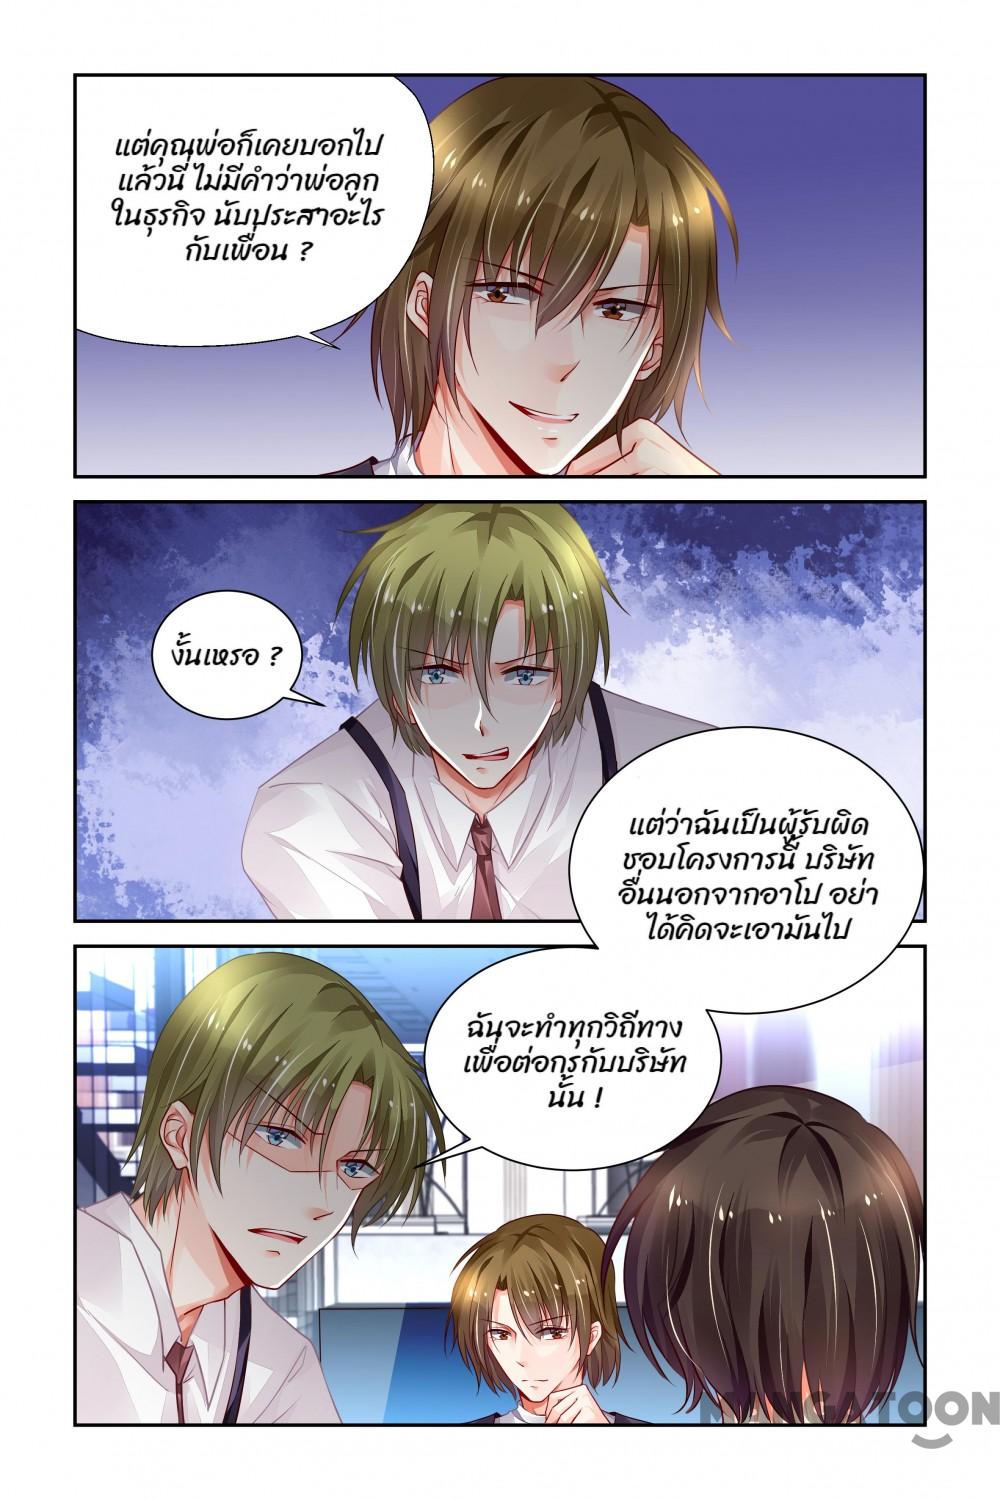 แต่คุณพ่อก็เคยบอกไป
แล้วนี่ ไม่มีคำว่าพ่อลูก
ในธุรกิจ นับประสาอะไร
กับเพื่อน ?
งั้นเหรอ ?
แต่ว่าฉันเป็นผู้รับผิด
ชอบโครงการนี้ บริษัท
อื่นนอกจากอาโป อย่า
ได้คิดจะเอามันไป
ฉันจะทำทุกวิถีทาง
เพื่อต่อกรกับบริษัท
นั้น !
MANGATOON